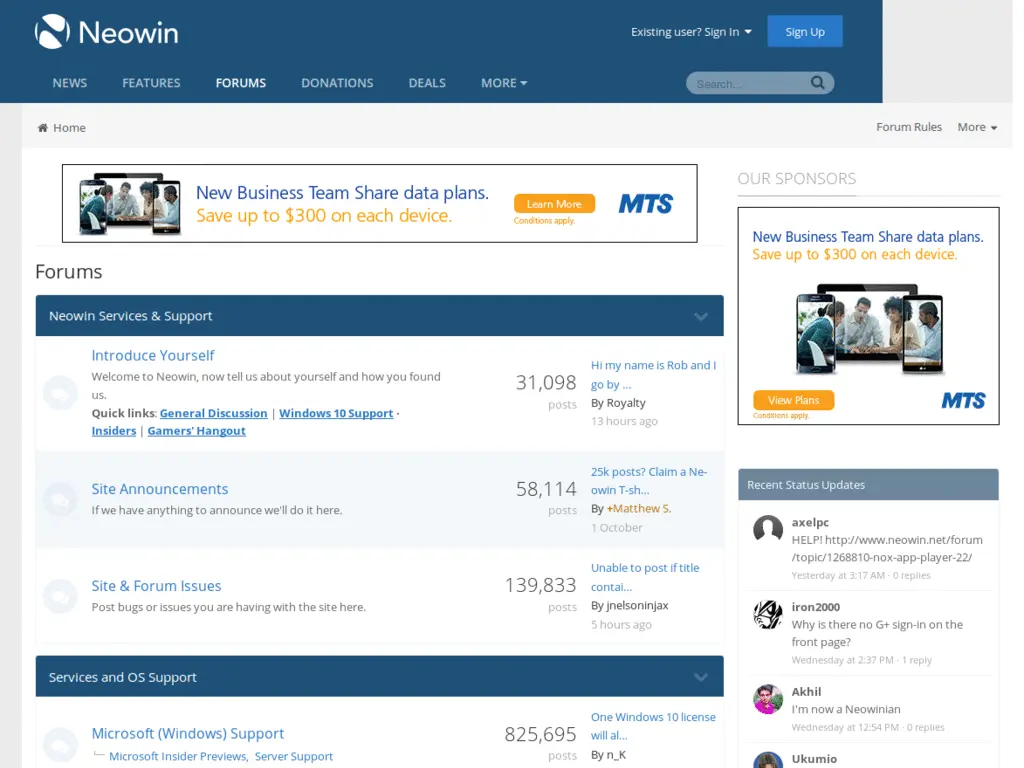 Neowin
Existing user? Sign In
Sign Up
NEWS
FEATURES
FORUMS
DONATIONS
DEALS
MORE
Search...
Home
Forum Rules
More
New Business Team Share data plans.
Save up to $300 on each device.
Learn More
Conditions apply.
MTS
OUR SPONSORS
New Business Team Share data plans.
Save up to $300 on each device.
View Plans
Conditions apply.
MTS
Forums
Neowin Services & Support
Introduce Yourself
Welcome to Neowin, now tell us about yourself and how you found
us.
Quick links: General Discussion | Windows 10 Support ·
Insiders | Gamers' Hangout
31,098
posts
Hi my name is Rob and I
go by ...
By Royalty
13 hours ago
Site Announcements
If we have anything to announce we'll do it here.
58,114
posts
25k posts? Claim a Ne-
owin T-sh...
By +Matthew S.
1 October
Site & Forum Issues
Post bugs or issues you are having with the site here.
139,833
posts
Unable to post if title
contai...
By jnelsoninjax
5 hours ago
Services and OS Support
Microsoft (Windows) Support
Microsoft Insider Previews, Server Support
825,695
posts
One Windows 10 license
will al...
By n_K
Recent Status Updates
axelpc
HELP! http://www.neowin.net/forum
/topic/1268810-nox-app-player-22/
Yesterday at 3:17 AM · 0 replies
iron2000
Why is there no G+ sign-in on the
front page?
Wednesday at 2:37 PM · 1 reply
Akhil
I'm now a Neowinian
Wednesday at 12:54 PM · 0 replies
Ukumio